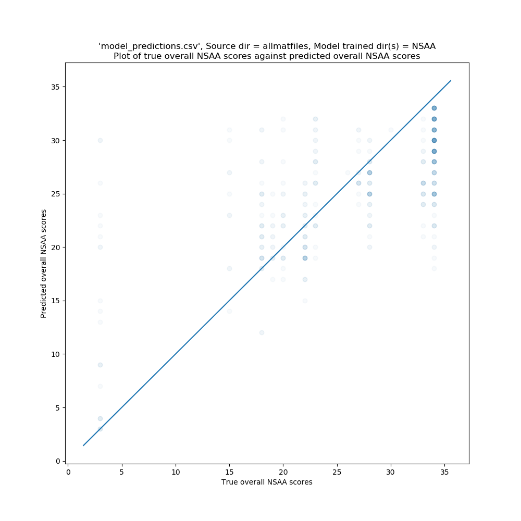 'model_predictions.csv', Source dir = allmatfiles, Model trained dir(s) = NSAA
Plot of true overall NSAA scores against predicted overall NSAA scores
35
30
25
20
15
10
5
0
Predicted overall NSAA scores
0 5 10 15 20 25 30 35
True overall NSAA scores